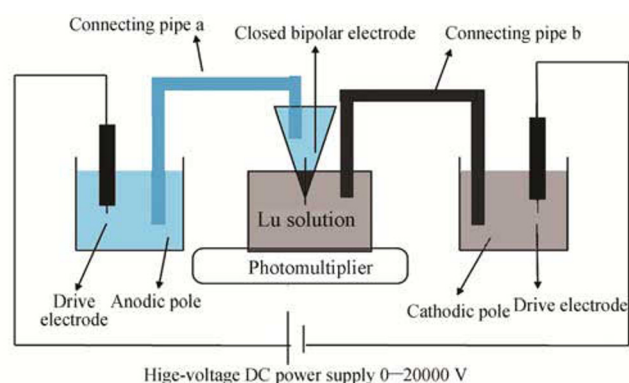 Connecting pipe a
Closed bipolar electrode
Connecting pipe b
Lu solution
Photomultiplier
Drive
electrode
Anodic pole
Cathodic pole
Drive electrode
Hige-voltage DC power supply 0—20000 V